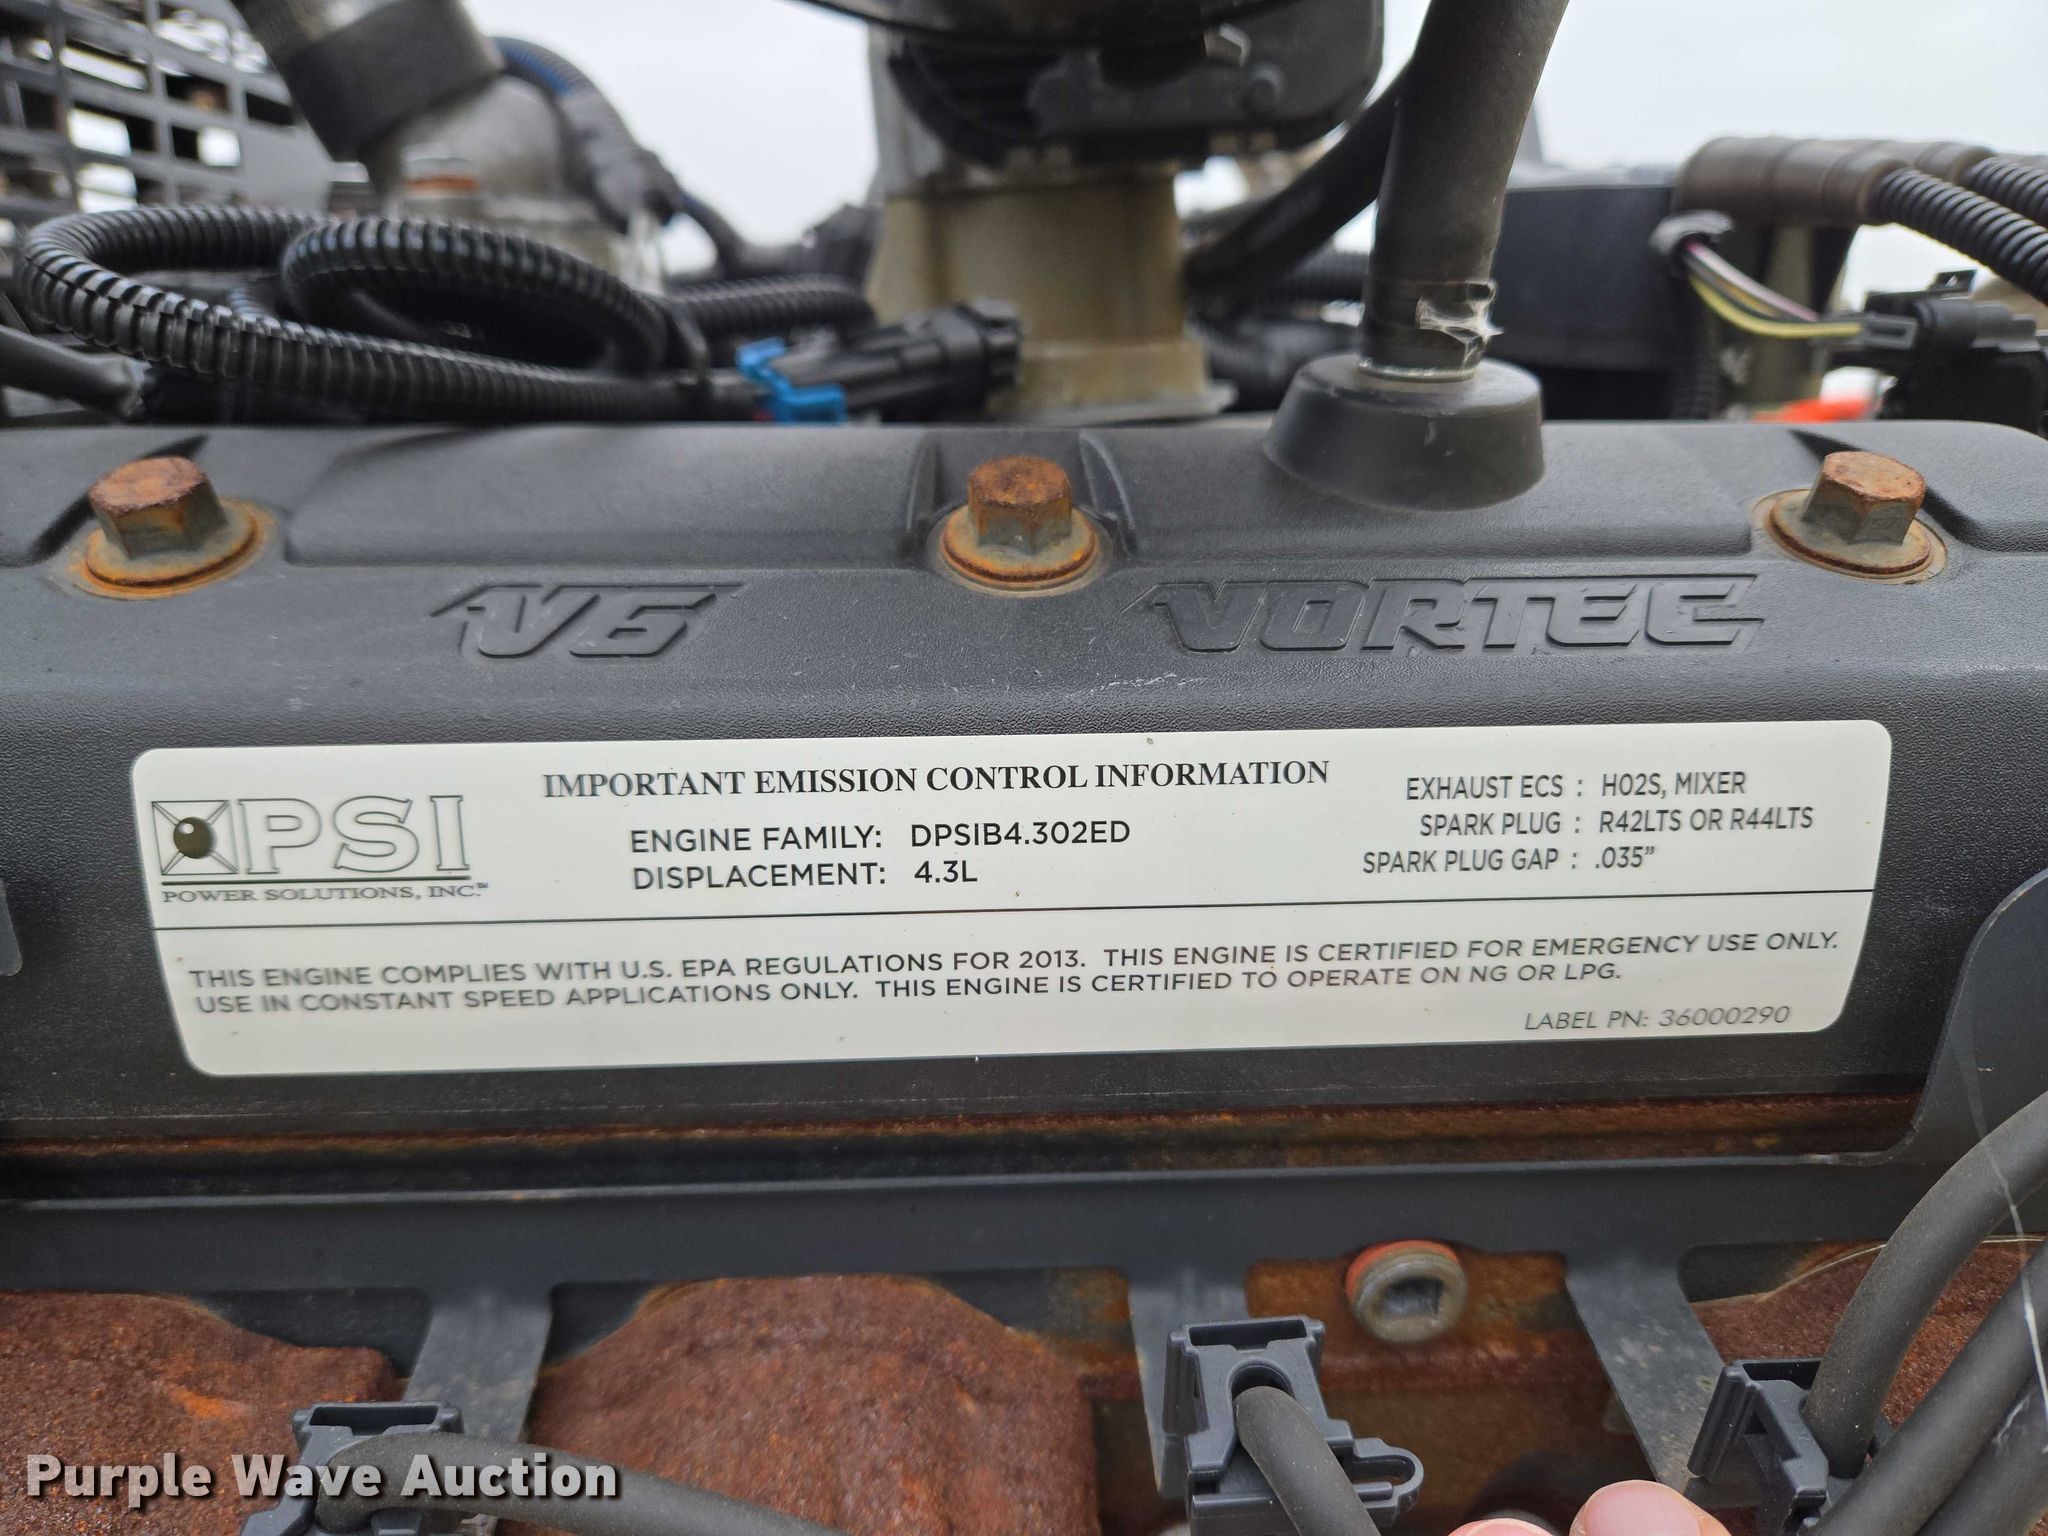 V6 VORTEC
PSI
POWER SOLUTIONS, INC.™
IMPORTANT EMISSION CONTROL INFORMATION
ENGINE FAMILY: DPSIB4.302ED
DISPLACEMENT: 4.3L
EXHAUST ECS : HO2S, MIXER
SPARK PLUG : R42LTS OR R44LTS
SPARK PLUG GAP : .035"
THIS ENGINE COMPLIES WITH U.S. EPA REGULATIONS FOR 2013. THIS ENGINE IS CERTIFIED FOR EMERGENCY USE ONLY.
USE IN CONSTANT SPEED APPLICATIONS ONLY. THIS ENGINE IS CERTIFIED TO OPERATE ON NG OR LPG.
LABEL PN: 36000290
Purple Wave Auction